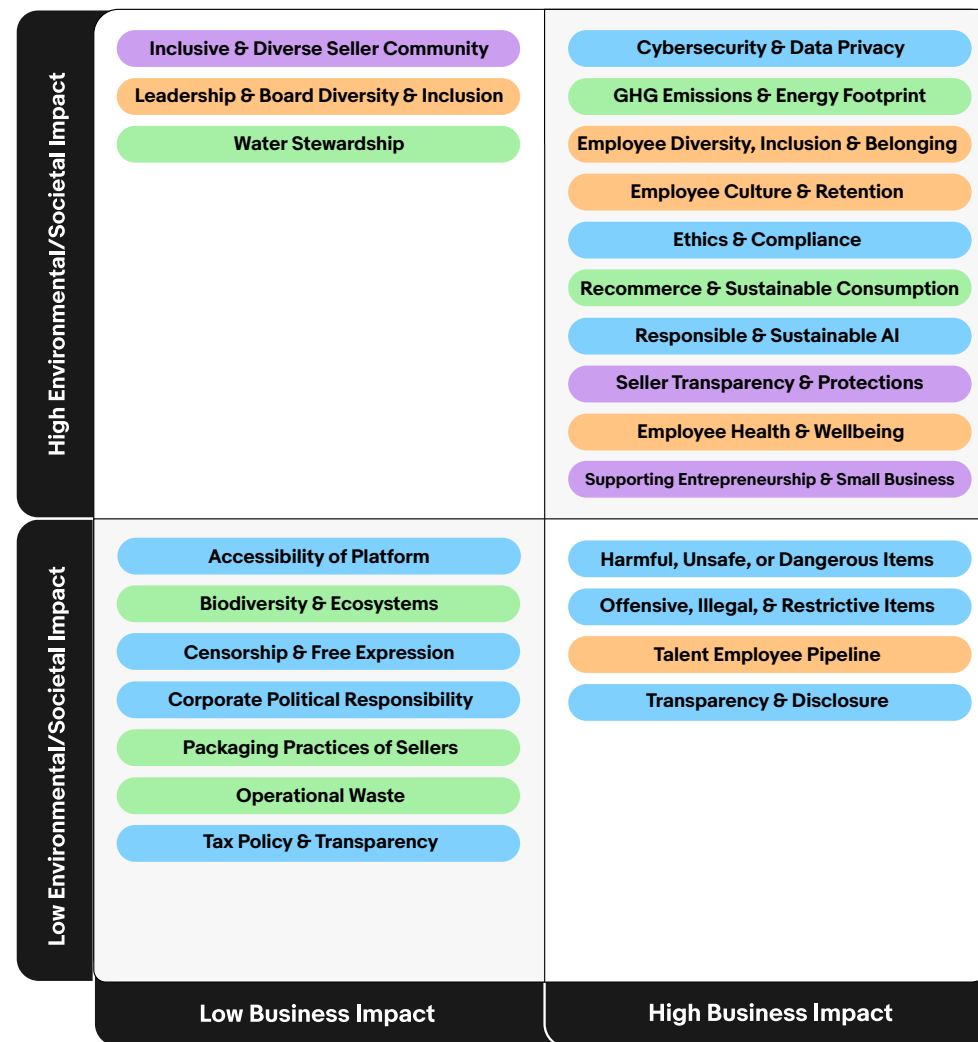 High Environmental/Societal Impact
Inclusive & Diverse Seller Community
Leadership & Board Diversity & Inclusion
Water Stewardship
Cybersecurity & Data Privacy
GHG Emissions & Energy Footprint
Employee Diversity, Inclusion & Belonging
Employee Culture & Retention
Ethics & Compliance
Recommerce & Sustainable Consumption
Responsible & Sustainable AI
Seller Transparency & Protections
Employee Health & Wellbeing
Supporting Entrepreneurship & Small Business
Low Environmental/Societal Impact
Accessibility of Platform
Biodiversity & Ecosystems
Censorship & Free Expression
Corporate Political Responsibility
Packaging Practices of Sellers
Operational Waste
Tax Policy & Transparency
Harmful, Unsafe, or Dangerous Items
Offensive, Illegal, & Restrictive Items
Talent Employee Pipeline
Transparency & Disclosure
Low Business Impact
High Business Impact